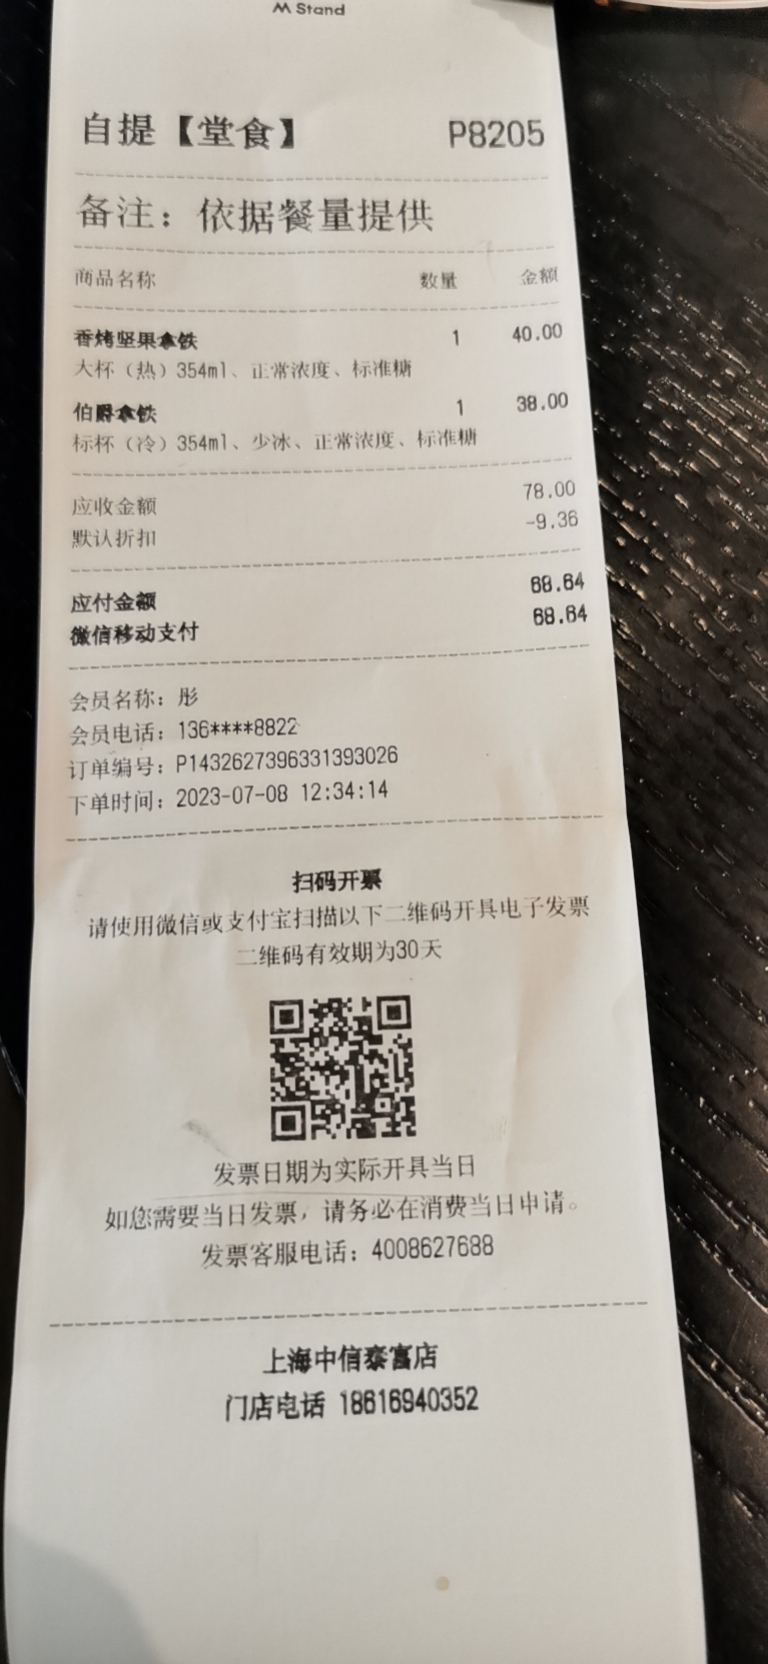 M Stand
自提【堂食】 P8205
备注：依据餐量提供
商品名称 数量 金额
香烤坚果拿铁 1 40.00
大杯（热）354ml、正常浓度、标准糖
伯爵拿铁 1 38.00
标杯（冷）354ml、少冰、正常浓度、标准糖
应收金额 78.00
默认折扣 -9.36
应付金额 68.64
微信移动支付 68.64
会员名称：彤
会员电话：136****8822
订单编号：P1432627396331393026
下单时间：2023-07-08 12:34:14
扫码开票
请使用微信或支付宝扫描以下二维码开具电子发票
二维码有效期为30天
发票日期为实际开具当日
如您需要当日发票，请务必在消费当日申请。
发票客服电话：4008627688
上海中信泰富店
门店电话 18616940352